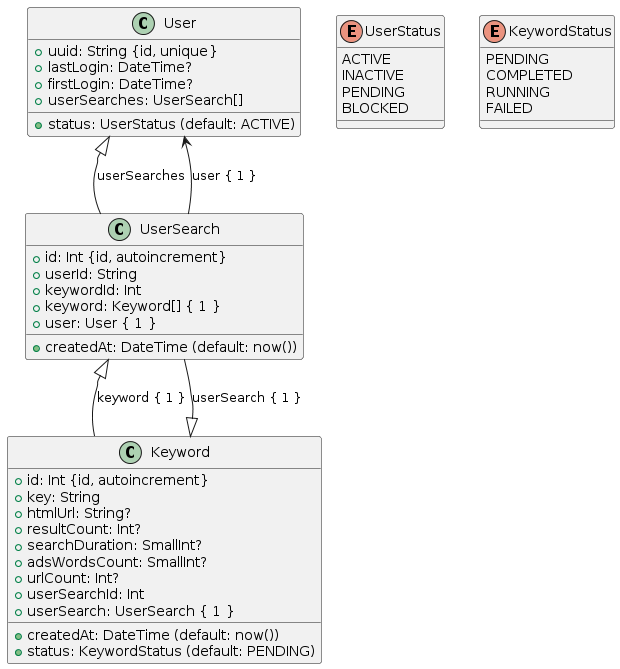 C User
uuid: String {id, unique}
lastLogin: DateTime?
firstLogin: DateTime?
userSearches: UserSearch[]
status: UserStatus (default: ACTIVE)
E UserStatus
ACTIVE
INACTIVE
PENDING
BLOCKED
E KeywordStatus
PENDING
COMPLETED
RUNNING
FAILED
userSearches
user { 1 }
C UserSearch
id: Int {id, autoincrement}
userId: String
keywordId: Int
keyword: Keyword[] { 1 }
user: User { 1 }
createdAt: DateTime (default: now())
keyword { 1 }
userSearch { 1 }
C Keyword
id: Int {id, autoincrement}
key: String
htmlUrl: String?
resultCount: Int?
searchDuration: SmallInt?
adsWordsCount: SmallInt?
urlCount: Int?
userSearchId: Int
userSearch: UserSearch { 1 }
createdAt: DateTime (default: now())
status: KeywordStatus (default: PENDING)